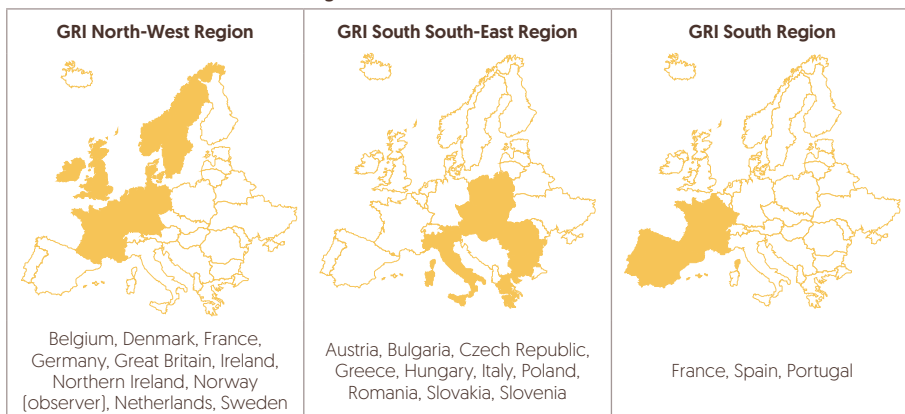 GRI North-West Region
GRI South South-East Region
GRI South Region
Belgium, Denmark, France,
Germany, Great Britain, Ireland,
Northern Ireland, Norway
(observer), Netherlands, Sweden
Austria, Bulgaria, Czech Republic,
Greece, Hungary, Italy, Poland,
Romania, Slovakia, Slovenia
France, Spain, Portugal